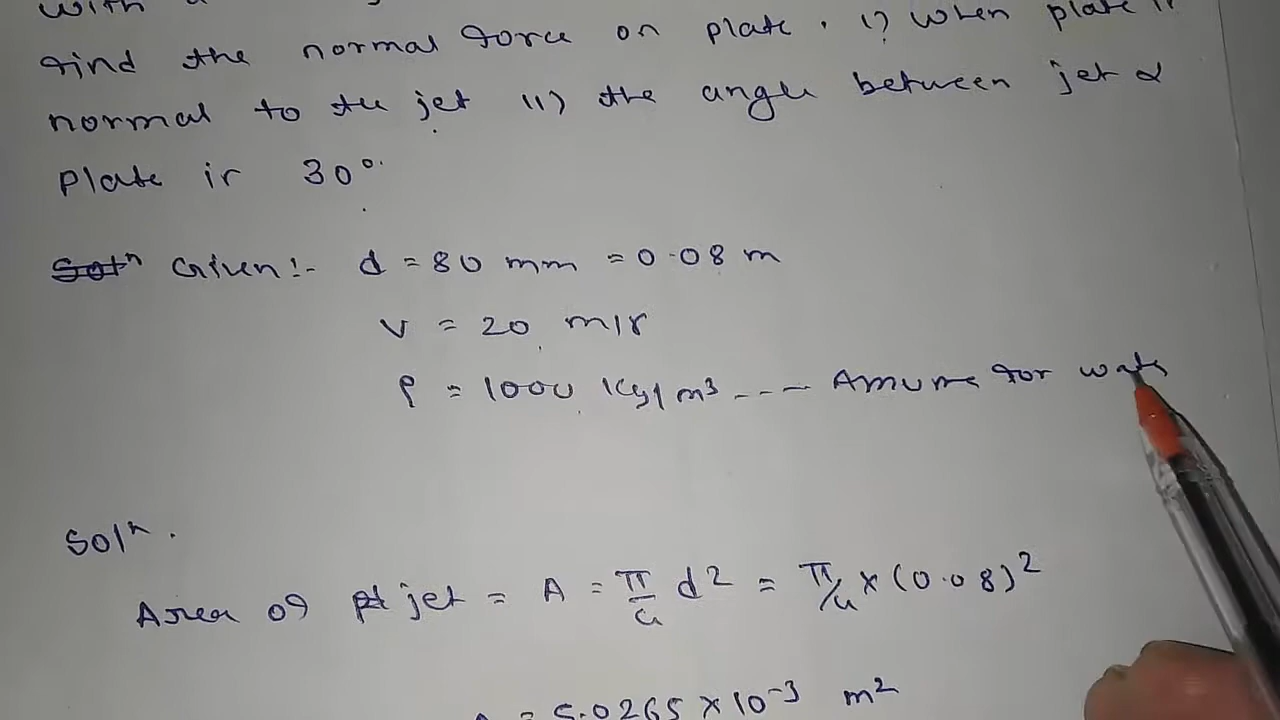 with a
find the normal force on plate. i) when plate is
normal to the jet ii) the angle between jet &
plate is 30°.
Soln Given:- d = 80 mm = 0.08 m
V = 20 m/s
ρ = 1000 Kg/m³ --- Assume for water
Soln.
Area of jet = A = π/4 d² = π/4 × (0.08)²
A = 5.0265 × 10⁻³ m²